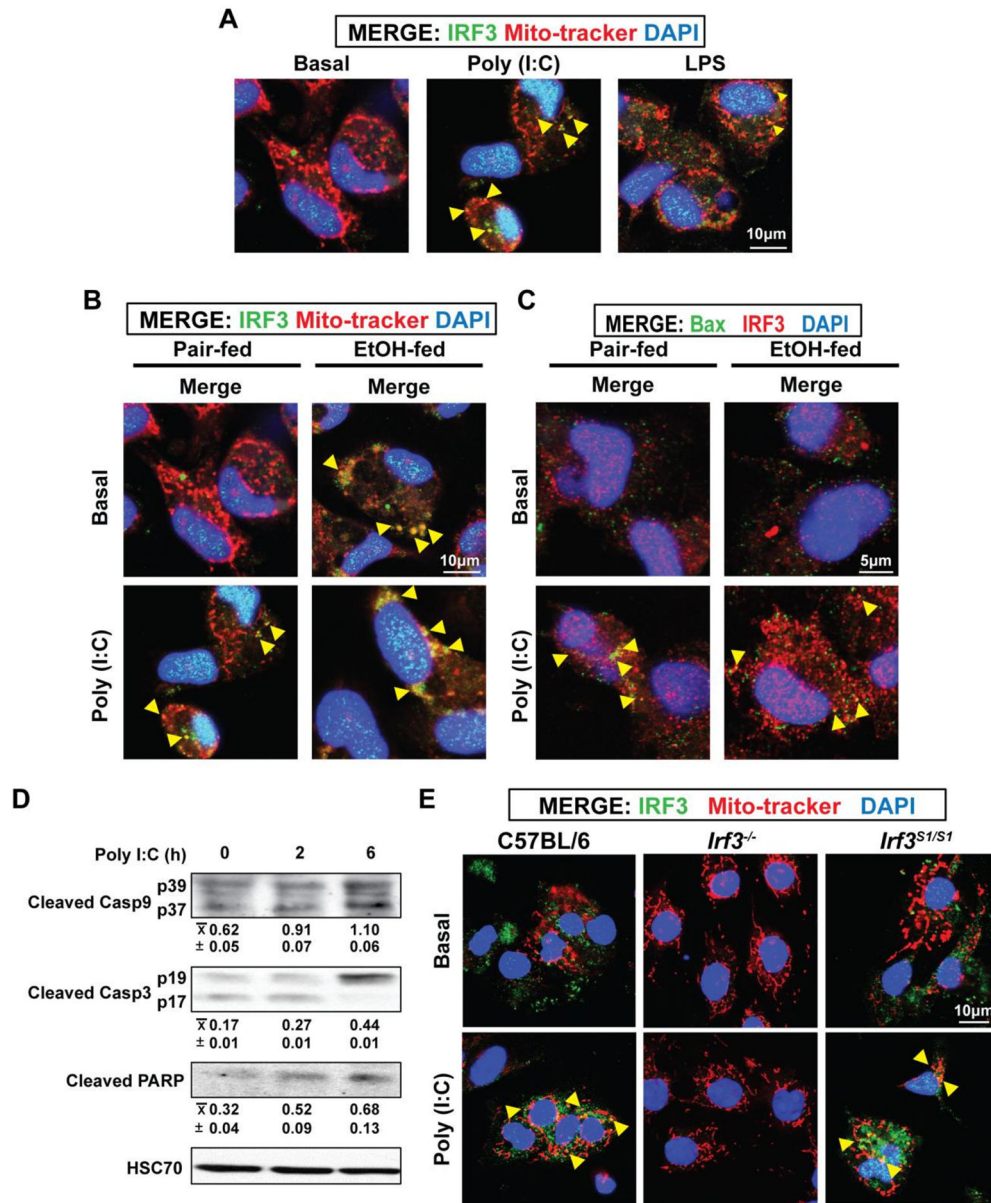 A
MERGE: IRF3 Mito-tracker DAPI
Basal Poly (I:C) LPS
10µm
B
MERGE: IRF3 Mito-tracker DAPI
Pair-fed EtOH-fed
Merge Merge
Basal
10µm
Poly (I:C)
C
MERGE: Bax IRF3 DAPI
Pair-fed EtOH-fed
Merge Merge
Basal
5µm
Poly (I:C)
D
Poly I:C (h) 0 2 6
Cleaved Casp9 p39
p37
x̅ 0.62 0.91 1.10
± 0.05 0.07 0.06
Cleaved Casp3 p19
p17
x̅ 0.17 0.27 0.44
± 0.01 0.01 0.01
Cleaved PARP
x̅ 0.32 0.52 0.68
± 0.04 0.09 0.13
HSC70
E
MERGE: IRF3 Mito-tracker DAPI
C57BL/6 Irf3-/- Irf3S1/S1
Basal
10µm
Poly (I:C)